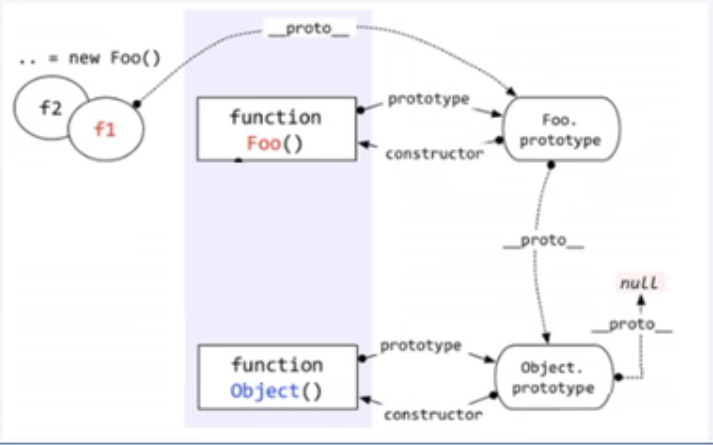 __proto__
.. = new Foo()
f2
f1
function
Foo()
prototype
constructor
Foo.
prototype
__proto__
null
__proto__
function
Object()
prototype
constructor
Object.
prototype